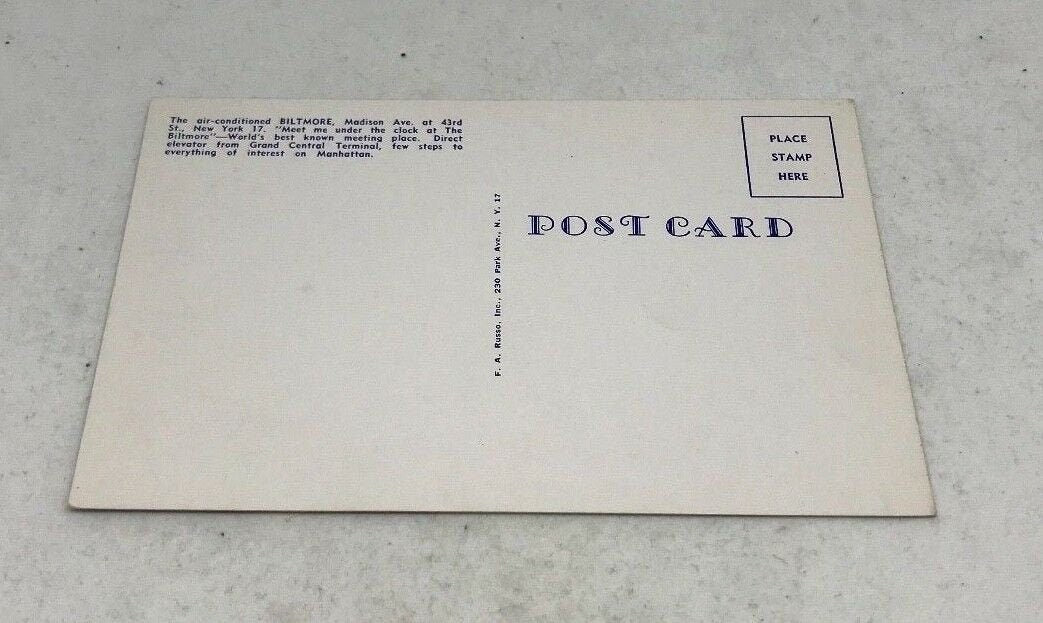 The air-conditioned BILTMORE, Madison Ave. at 43rd
St., New York 17. "Meet me under the clock at The
Biltmore"—World's best known meeting place. Direct
elevator from Grand Central Terminal, few steps to
everything of interest on Manhattan.
PLACE
STAMP
HERE
POST CARD
F. A. Russo, Inc., 230 Park Ave., N. Y. 17